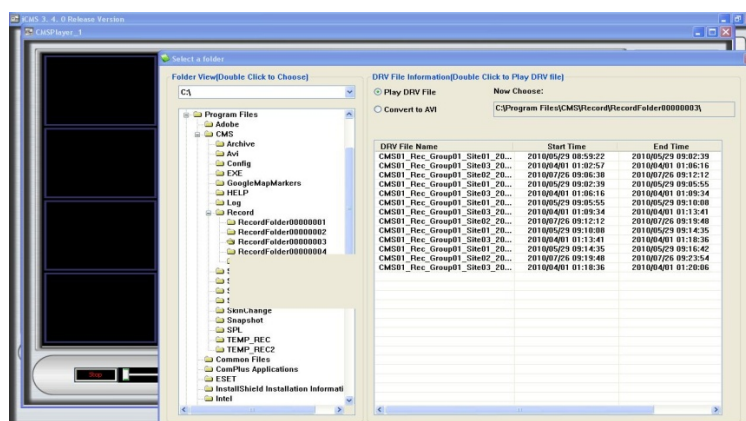 iCMS 3. 4. 0 Release Version
CMSPlayer_1
Select a folder
Folder View(Double Click to Choose)
C:\
Program Files
Adobe
CMS
Archive
Avi
Config
EXE
GoogleMapMarkers
HELP
Log
Record
RecordFolder00000001
RecordFolder00000002
RecordFolder00000003
RecordFolder00000004
SkinChange
Snapshot
SPL
TEMP_REC
TEMP_REC2
Common Files
ComPlus Applications
ESET
InstallShield Installation Informati
Intel
DRV File Information(Double Click to Play DRV file)
Play DRV File
Now Choose:
Convert to AVI
C:\Program Files\CMS\Record\RecordFolder00000003\
DRV File Name Start Time End Time
CMS01_Rec_Group01_Site01_20... 2010/05/29 08:59:22 2010/05/29 09:02:39
CMS01_Rec_Group01_Site03_20... 2010/04/01 01:02:57 2010/04/01 01:06:16
CMS01_Rec_Group01_Site02_20... 2010/07/26 09:06:30 2010/07/26 09:12:12
CMS01_Rec_Group01_Site01_20... 2010/05/29 09:02:39 2010/05/29 09:05:55
CMS01_Rec_Group01_Site03_20... 2010/04/01 01:06:16 2010/04/01 01:09:34
CMS01_Rec_Group01_Site01_20... 2010/05/29 09:05:55 2010/05/29 09:10:08
CMS01_Rec_Group01_Site03_20... 2010/04/01 01:09:34 2010/04/01 01:13:41
CMS01_Rec_Group01_Site02_20... 2010/07/26 09:12:12 2010/07/26 09:19:48
CMS01_Rec_Group01_Site01_20... 2010/05/29 09:10:08 2010/05/29 09:14:35
CMS01_Rec_Group01_Site03_20... 2010/04/01 01:13:41 2010/04/01 01:18:36
CMS01_Rec_Group01_Site01_20... 2010/05/29 09:14:35 2010/05/29 09:16:42
CMS01_Rec_Group01_Site02_20... 2010/07/26 09:19:48 2010/07/26 09:23:54
CMS01_Rec_Group01_Site03_20... 2010/04/01 01:18:36 2010/04/01 01:20:06
Stop